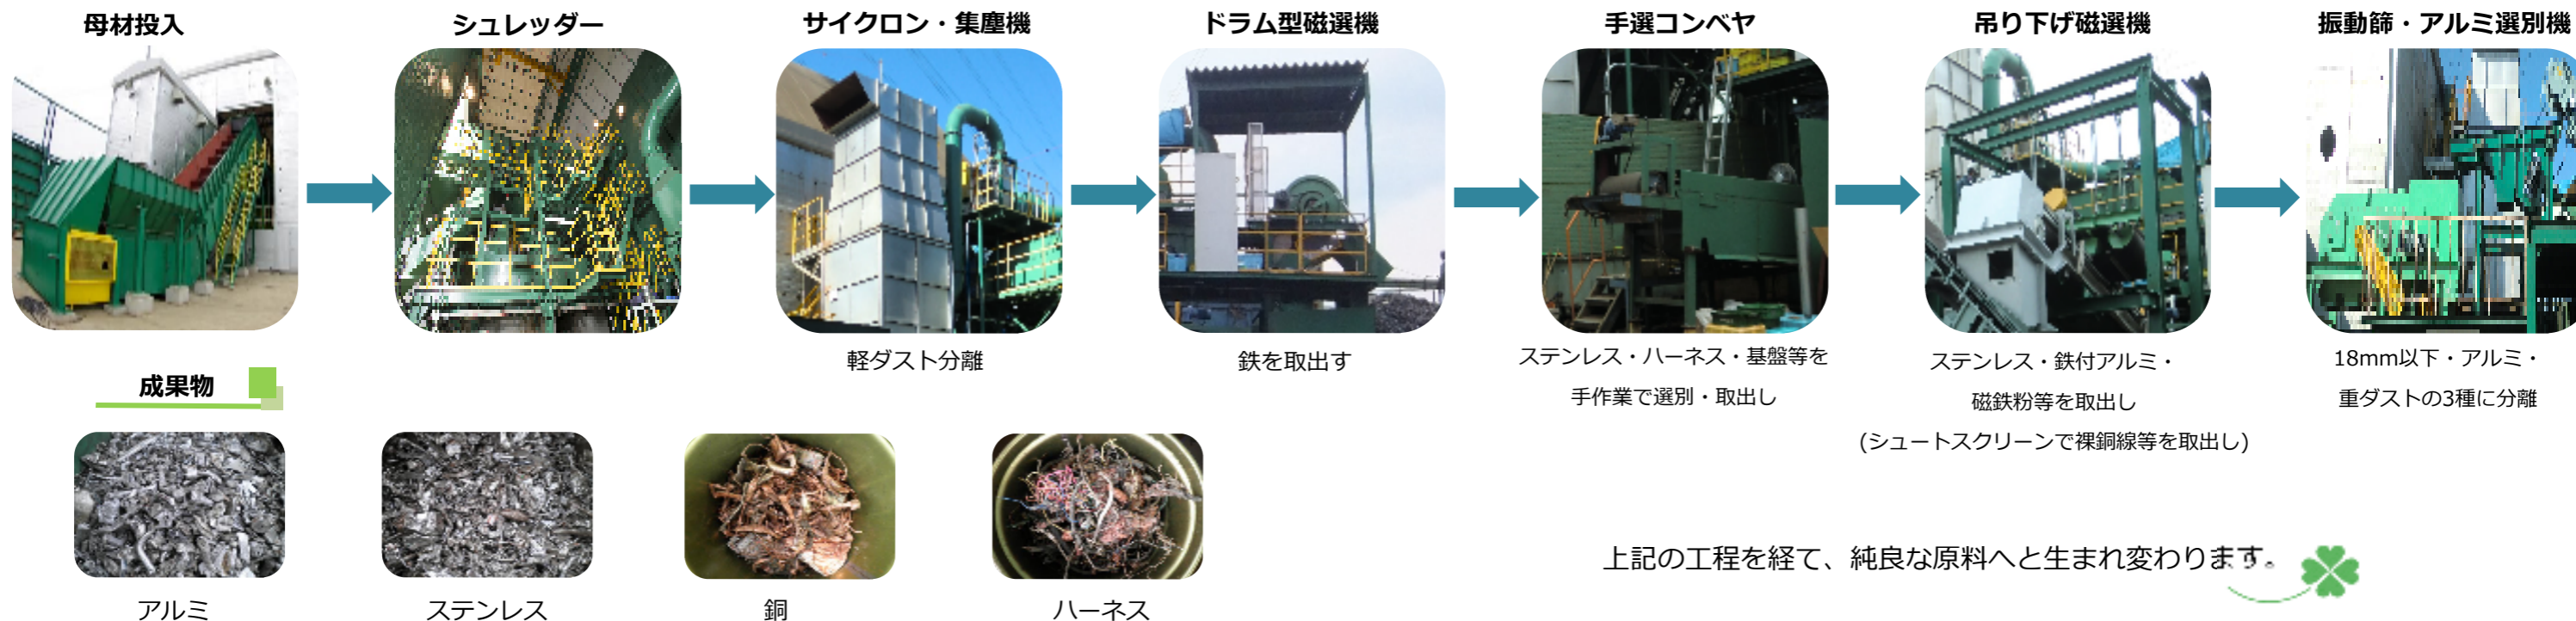 母材投入
シュレッダー
サイクロン・集塵機
ドラム型磁選機
手選コンベヤ
吊り下げ磁選機
振動篩・アルミ選別機
軽ダスト分離
鉄を取出す
ステンレス・ハーネス・基盤等を
手作業で選別・取出し
ステンレス・鉄付アルミ・
磁鉄粉等を取出し
(シュートスクリーンで裸銅線等を取出し)
18mm以下・アルミ・
重ダストの3種に分離
成果物
アルミ
ステンレス
銅
ハーネス
上記の工程を経て、純良な原料へと生まれ変わります。